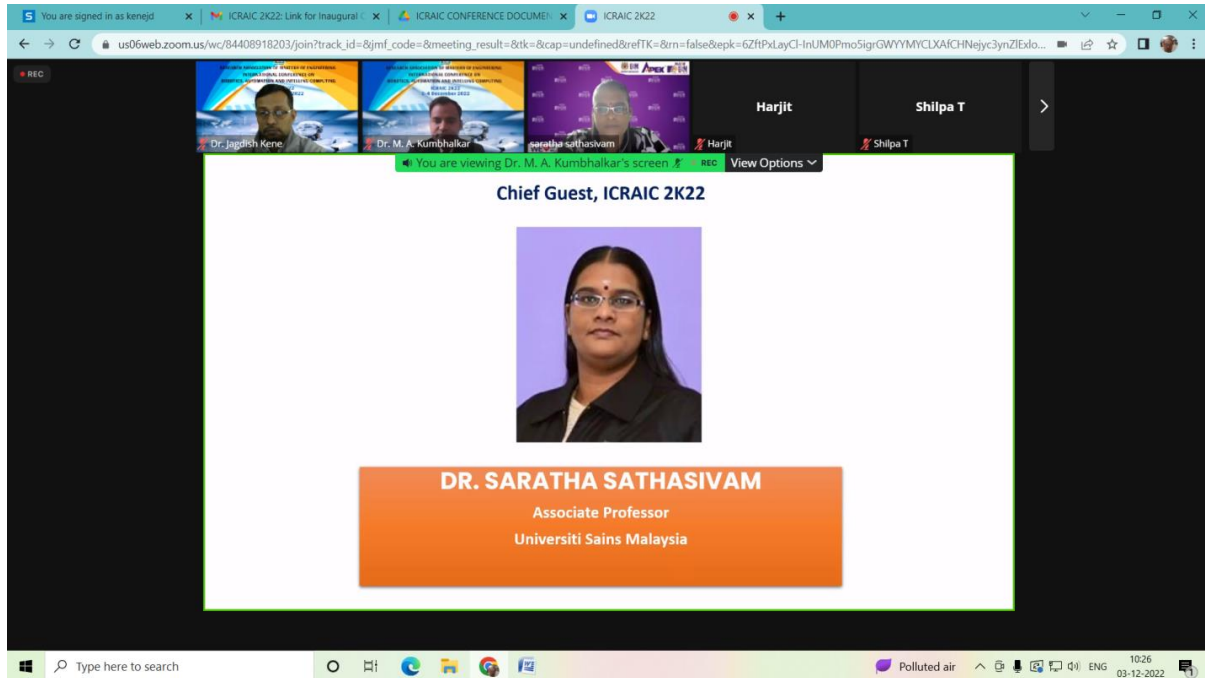 You are signed in as kenejd
ICRAIC 2K22: Link for Inaugural C
ICRAIC CONFERENCE DOCUMEN
ICRAIC 2K22
us06web.zoom.us/wc/84408918203/join?track_id=&jmf_code=&meeting_result=&tk=&cap=undefined&refTK=&rn=false&epk=6ZftPxLayCl-InUM0Pmo5igrGWYYMYCLXAfCHNejyc3ynZlExlo...
REC
Dr. Jagdish Kene
Dr. M. A. Kumbhalkar
saratha sathasivam
APEX
Harjit
Harjit
Shilpa T
Shilpa T
You are viewing Dr. M. A. Kumbhalkar's screen
REC
View Options
Chief Guest, ICRAIC 2K22
DR. SARATHA SATHASIVAM
Associate Professor
Universiti Sains Malaysia
Type here to search
Polluted air
ENG
10:26
03-12-2022